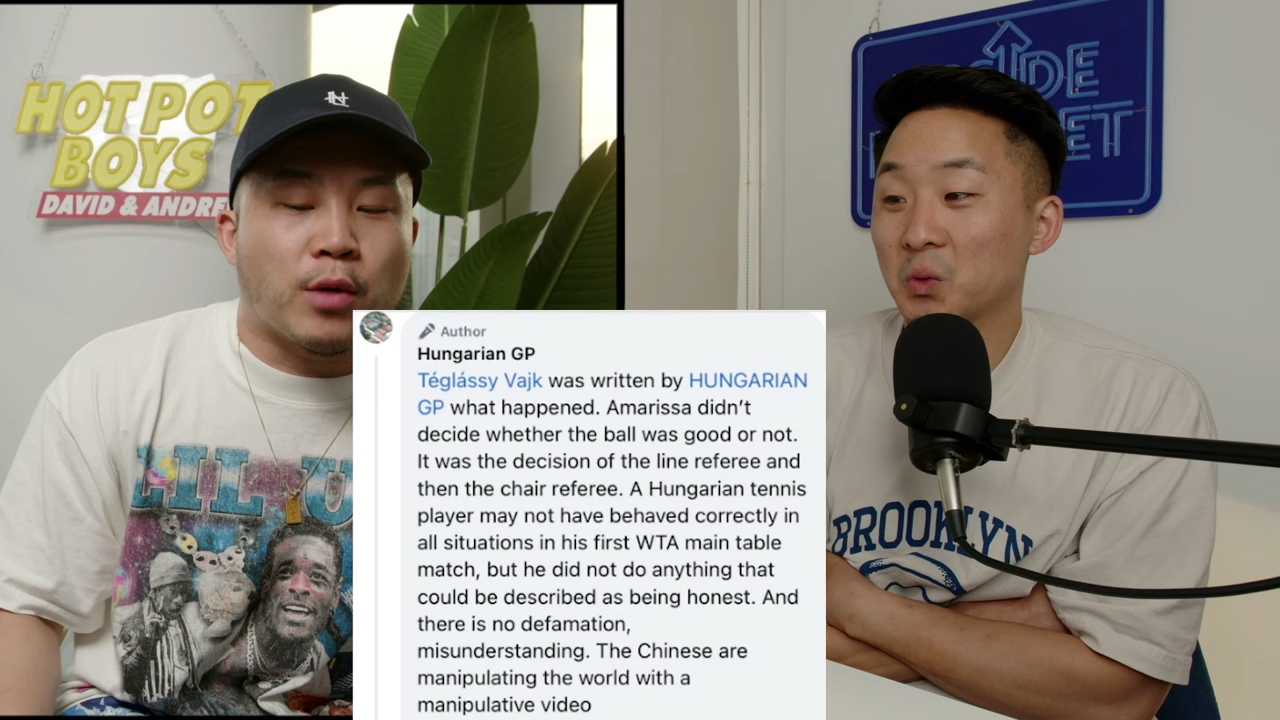 HOT POT
BOYS
DAVID & ANDRE
LIL U
Author
Hungarian GP
Téglássy Vajk was written by HUNGARIAN
GP what happened. Amarissa didn't
decide whether the ball was good or not.
It was the decision of the line referee and
then the chair referee. A Hungarian tennis
player may not have behaved correctly in
all situations in his first WTA main table
match, but he did not do anything that
could be described as being honest. And
there is no defamation,
misunderstanding. The Chinese are
manipulating the world with a
manipulative video
BROOKLYN